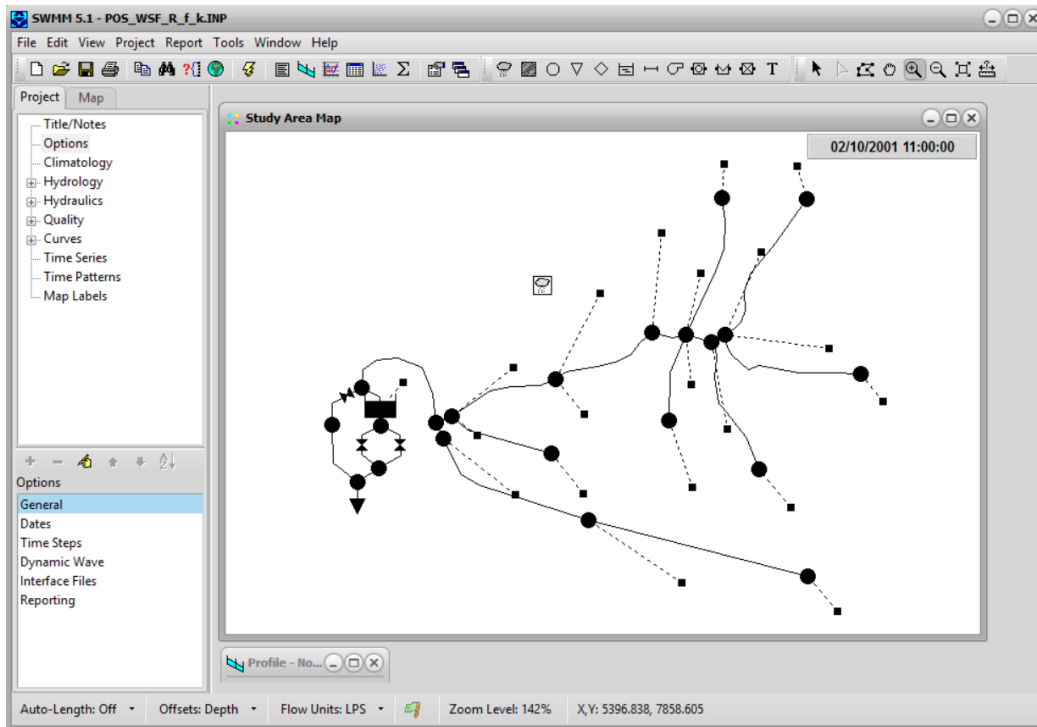 SWMM 5.1 - POS_WSF_R_f_k.INP
File Edit View Project Report Tools Window Help
Project Map
Title/Notes
Options
Climatology
Hydrology
Hydraulics
Quality
Curves
Time Series
Time Patterns
Map Labels
Options
General
Dates
Time Steps
Dynamic Wave
Interface Files
Reporting
Study Area Map
02/10/2001 11:00:00
Profile - No...
Auto-Length: Off Offsets: Depth Flow Units: LPS Zoom Level: 142% X,Y: 5396.838, 7858.605